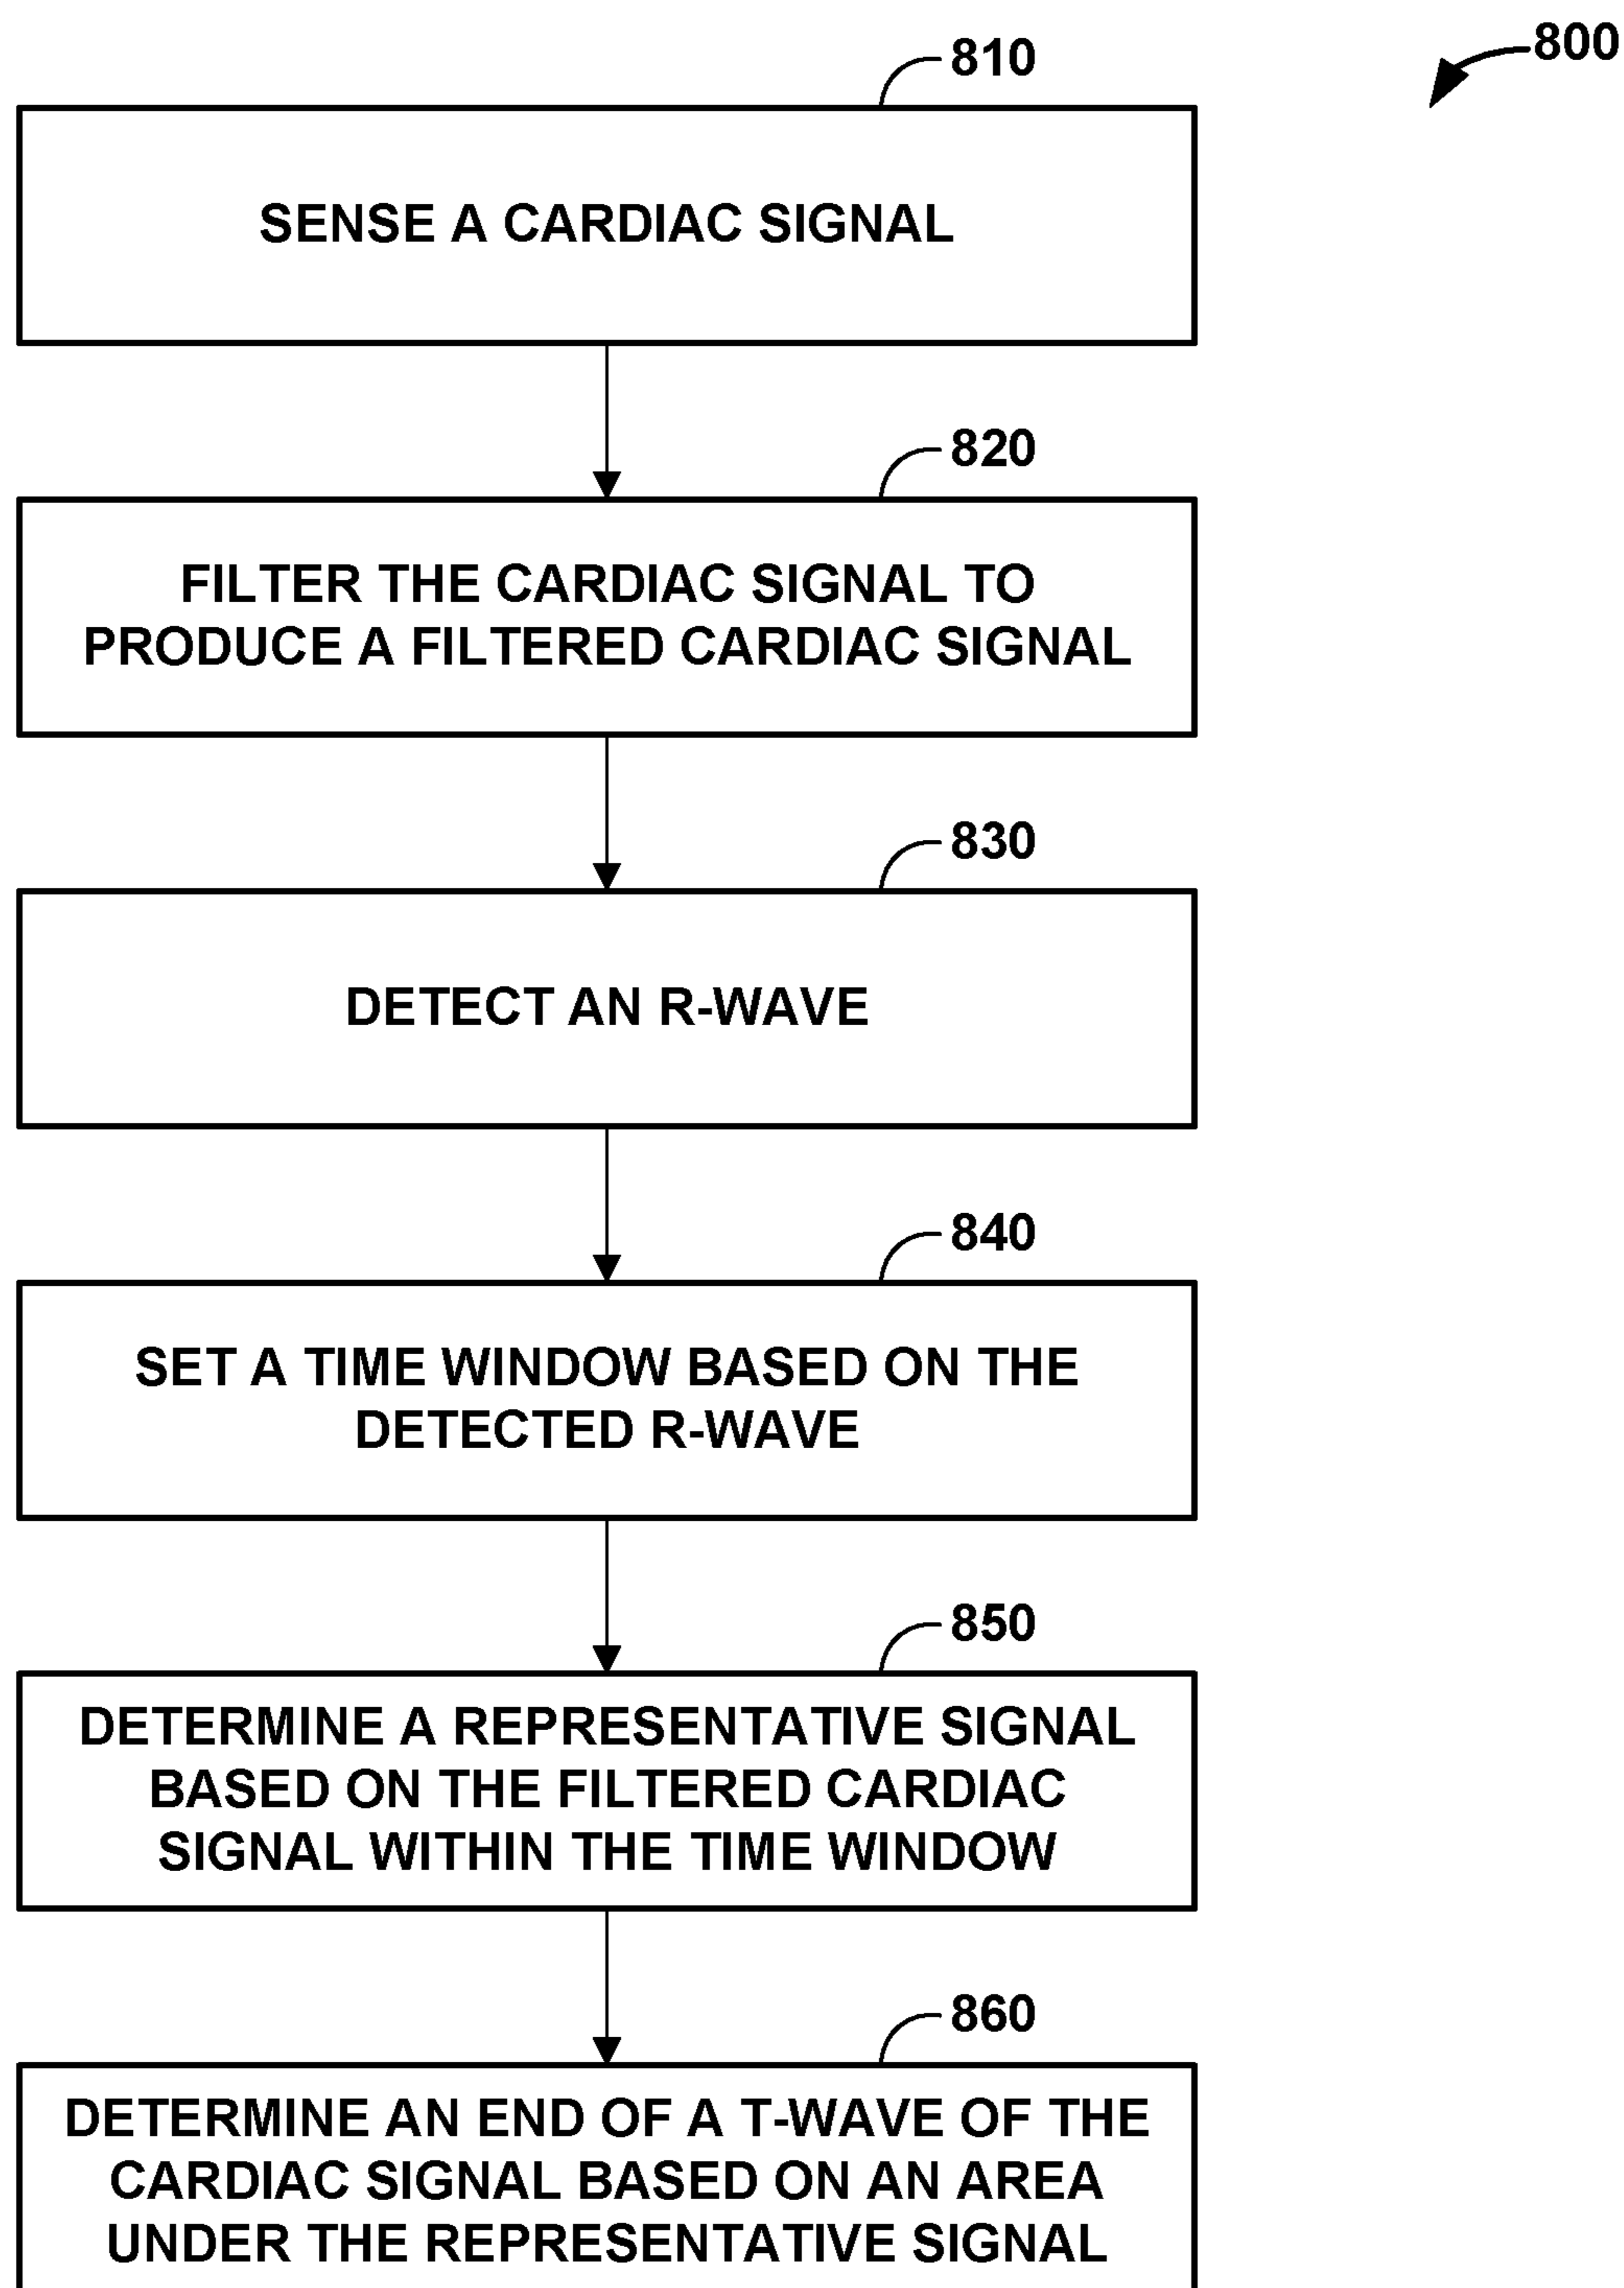 800
810
SENSE A CARDIAC SIGNAL
820
FILTER THE CARDIAC SIGNAL TO
PRODUCE A FILTERED CARDIAC SIGNAL
830
DETECT AN R-WAVE
840
SET A TIME WINDOW BASED ON THE
DETECTED R-WAVE
850
DETERMINE A REPRESENTATIVE SIGNAL
BASED ON THE FILTERED CARDIAC
SIGNAL WITHIN THE TIME WINDOW
860
DETERMINE AN END OF A T-WAVE OF THE
CARDIAC SIGNAL BASED ON AN AREA
UNDER THE REPRESENTATIVE SIGNAL